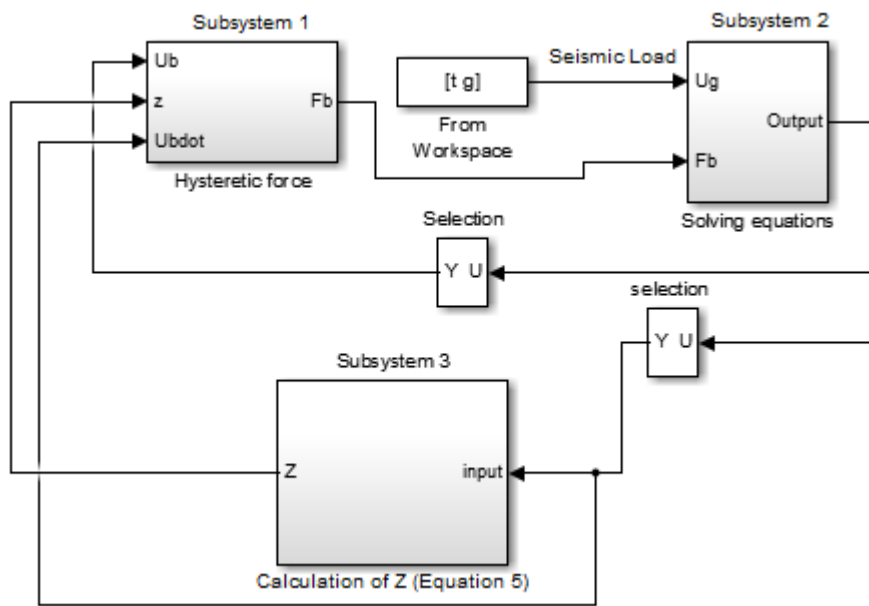 Subsystem 1
Ub
z
Ubdot
Fb
Hysteretic force
[t g]
From
Workspace
Seismic Load
Subsystem 2
Ug
Fb
Output
Solving equations
Selection
Y U
selection
Y U
Subsystem 3
Z
input
Calculation of Z (Equation 5)